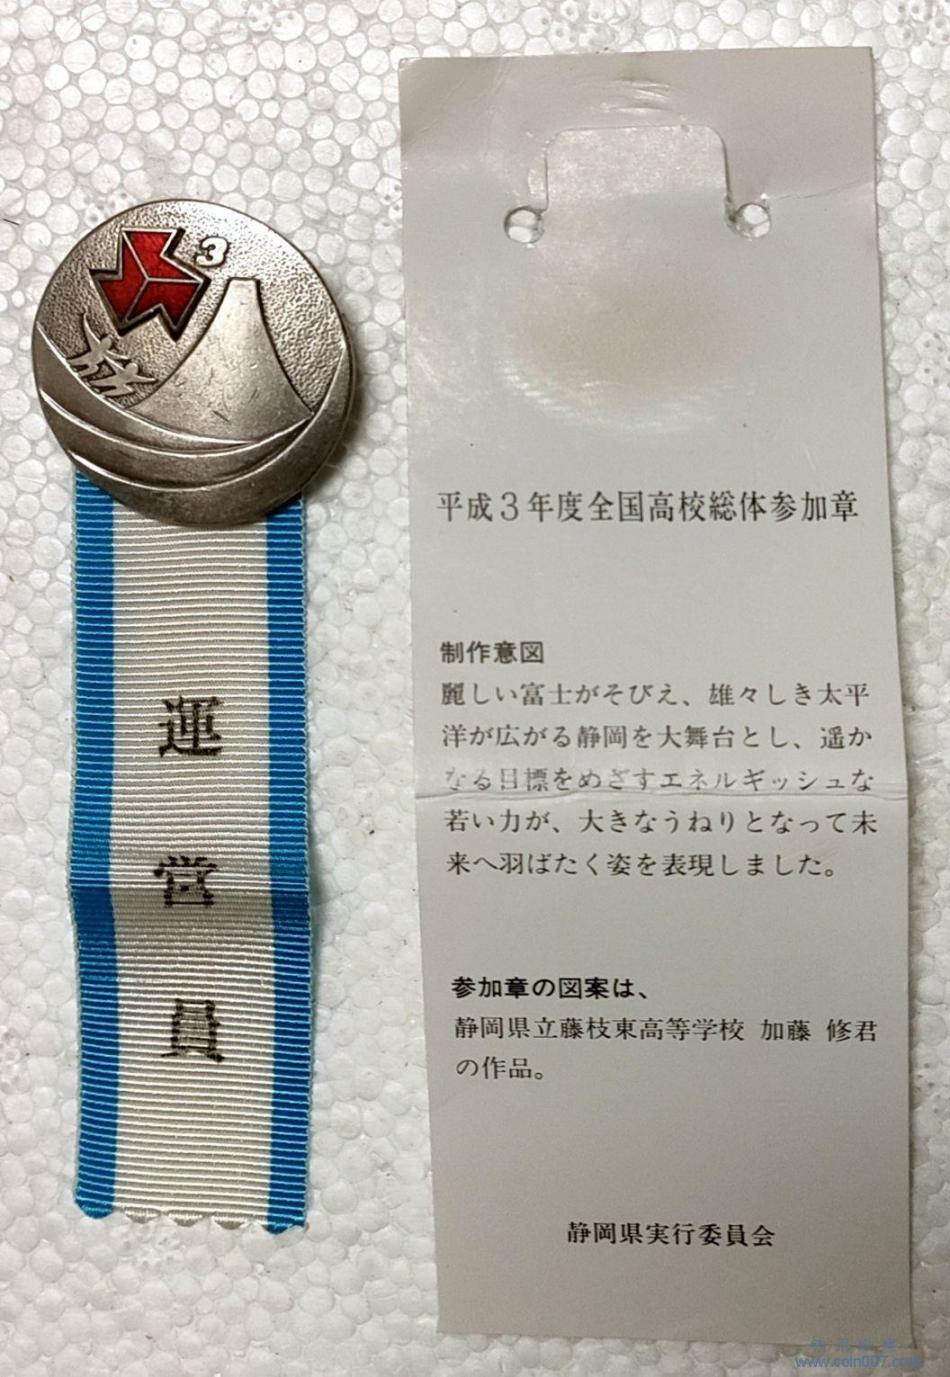 3
運
営
員
平成3年度全国高校総体参加章
制作意図
麗しい富士がそびえ、雄々しき太平
洋が広がる静岡を大舞台とし、遥か
なる目標をめざすエネルギッシュな
若い力が、大きなうねりとなって未
来へ羽ばたく姿を表現しました。
参加章の図案は、
静岡県立藤枝東高等学校 加藤 修君
の作品。
静岡県実行委員会
www.coin007.com